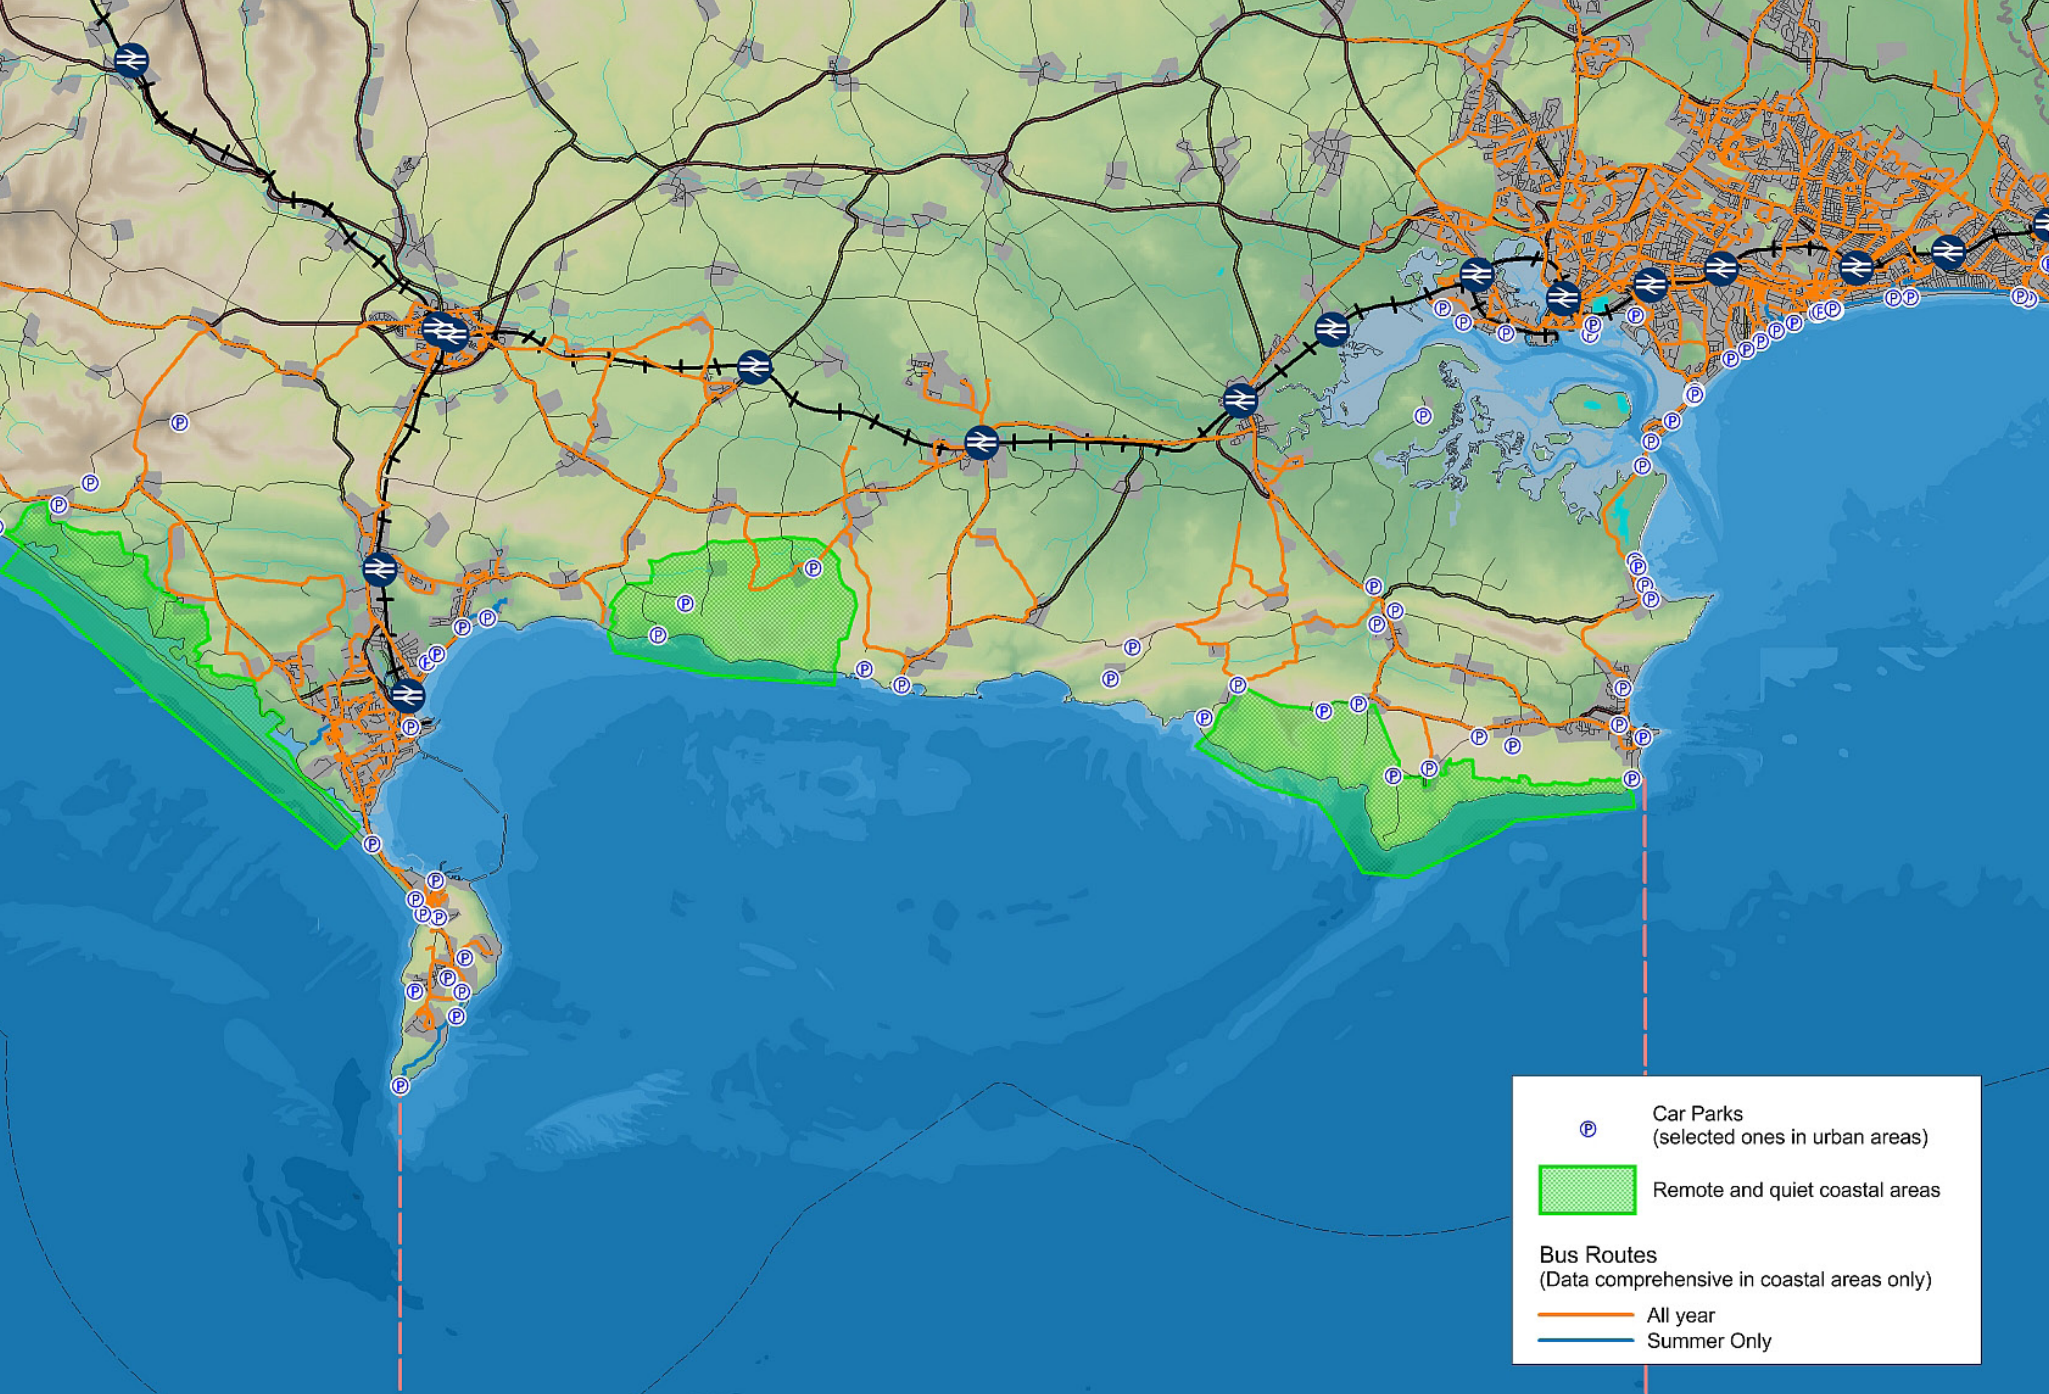 Car Parks
(selected ones in urban areas)
Remote and quiet coastal areas
Bus Routes
(Data comprehensive in coastal areas only)
All year
Summer Only